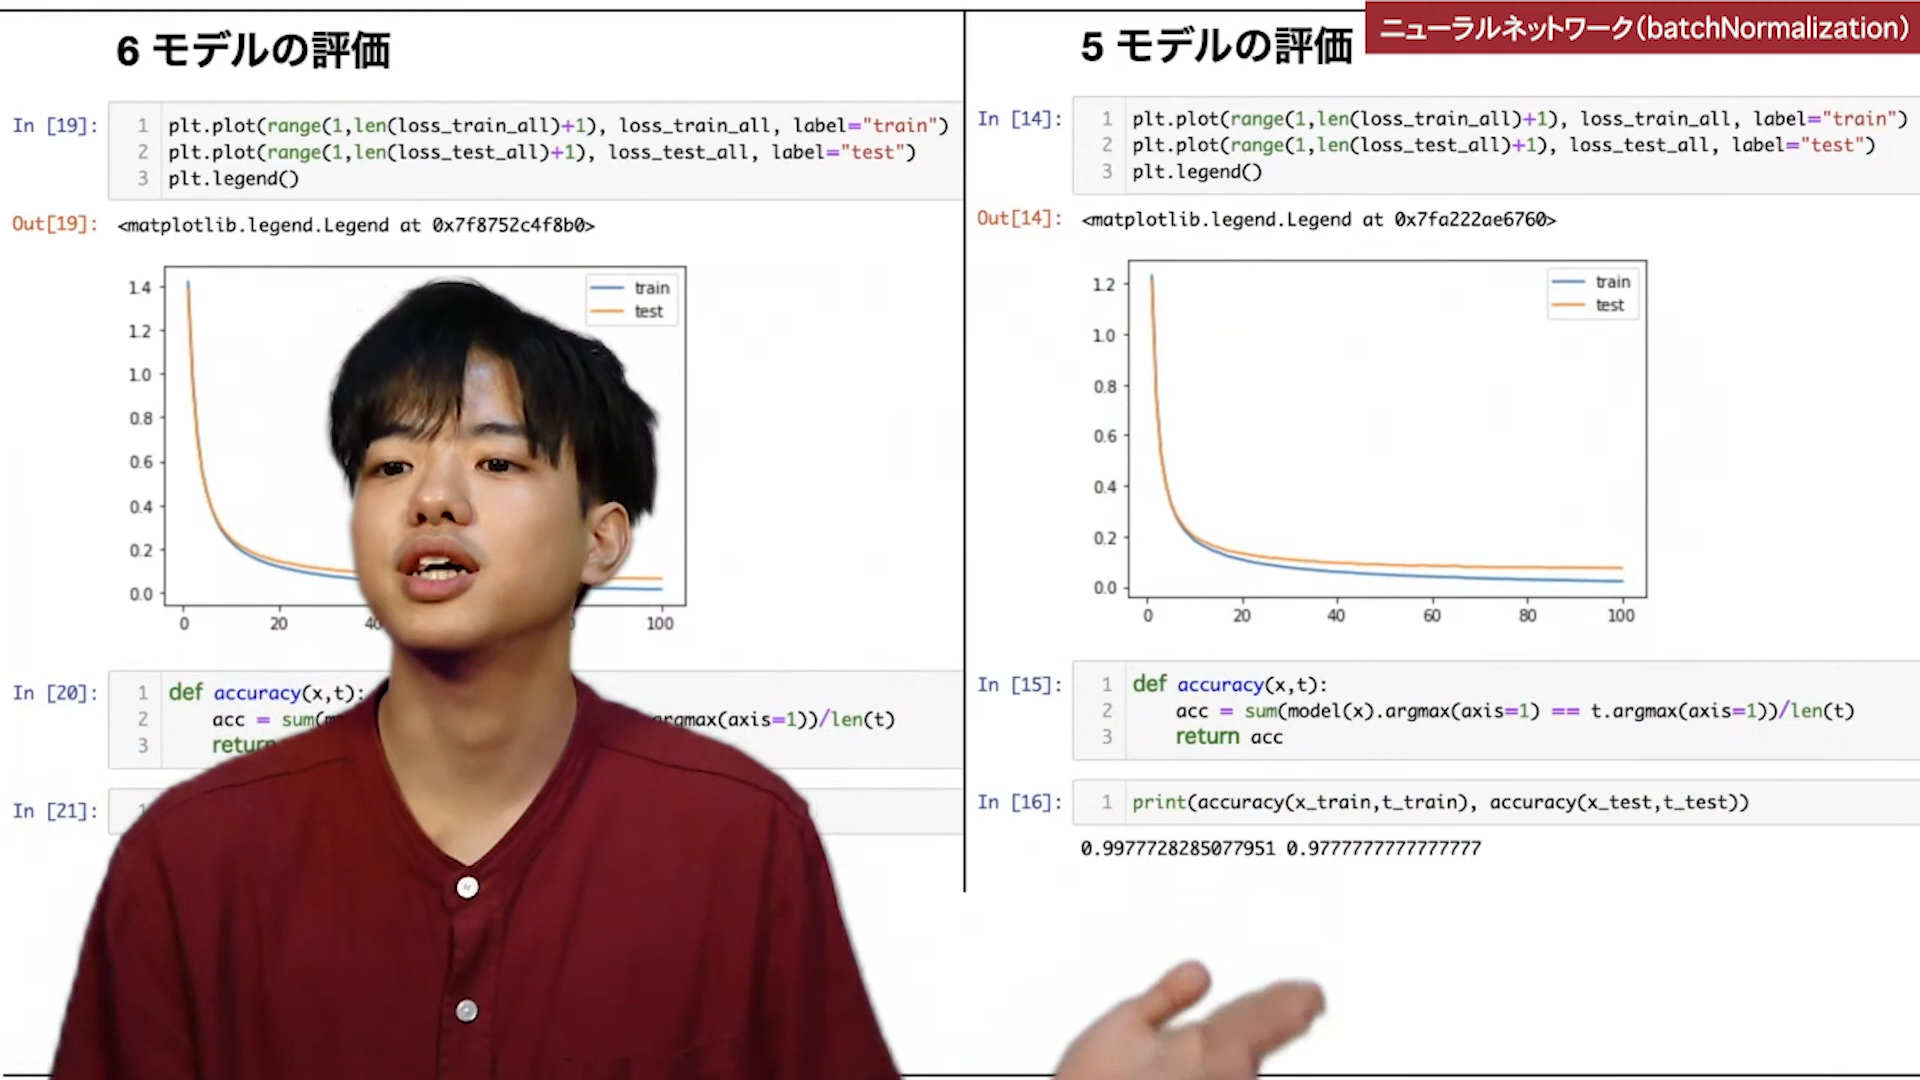 ニューラルネットワーク(batchNormalization)
6 モデルの評価
In [19]:
1 plt.plot(range(1,len(loss_train_all)+1), loss_train_all, label="train")
2 plt.plot(range(1,len(loss_test_all)+1), loss_test_all, label="test")
3 plt.legend()
Out[19]: <matplotlib.legend.Legend at 0x7f8752c4f8b0>
train
test
1.4
1.2
1.0
0.8
0.6
0.4
0.2
0.0
0 20 100
In [20]:
1 def accuracy(x,t):
2 acc = sum( argmax(axis=1))/len(t)
3 return
In [21]:
1
5 モデルの評価
In [14]:
1 plt.plot(range(1,len(loss_train_all)+1), loss_train_all, label="train")
2 plt.plot(range(1,len(loss_test_all)+1), loss_test_all, label="test")
3 plt.legend()
Out[14]: <matplotlib.legend.Legend at 0x7fa222ae6760>
train
test
1.2
1.0
0.8
0.6
0.4
0.2
0.0
0 20 40 60 80 100
In [15]:
1 def accuracy(x,t):
2 acc = sum(model(x).argmax(axis=1) == t.argmax(axis=1))/len(t)
3 return acc
In [16]:
1 print(accuracy(x_train,t_train), accuracy(x_test,t_test))
0.9977728285077951 0.9777777777777777